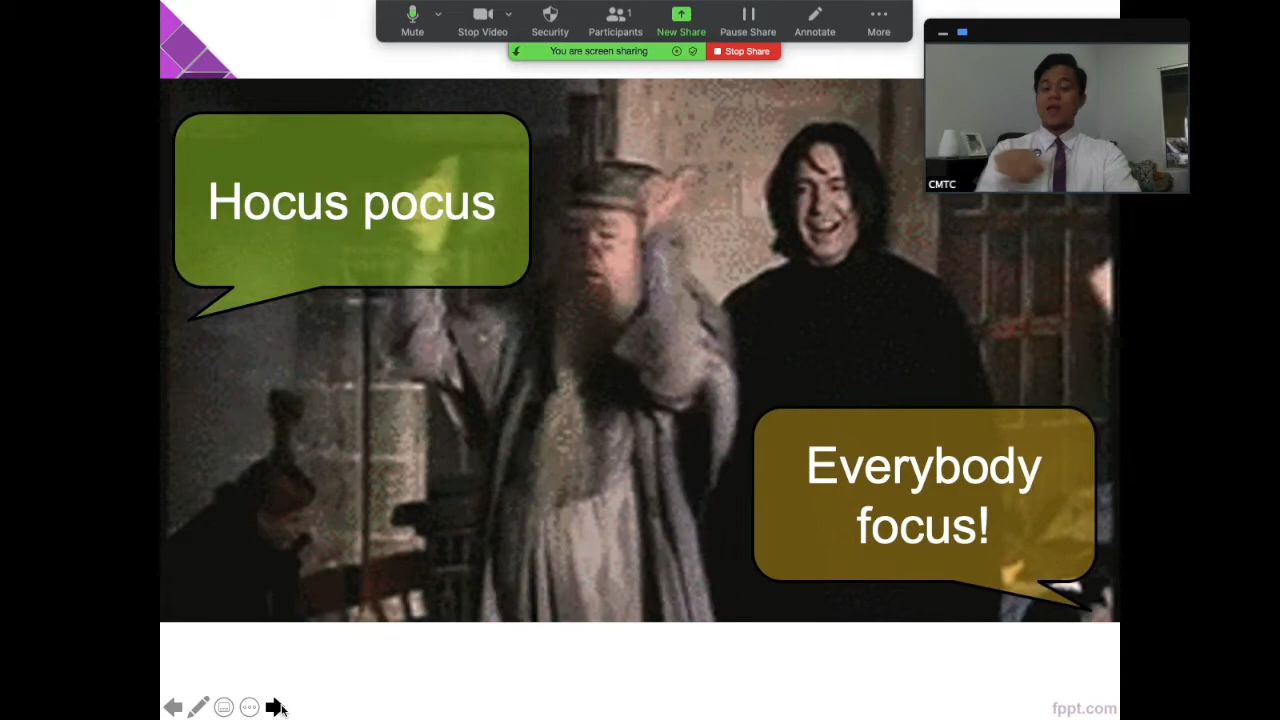 Mute
Stop Video
Security
Participants
1
New Share
Pause Share
Annotate
More
You are screen sharing
Stop Share
CMTC
Hocus pocus
Everybody
focus!
fppt.com